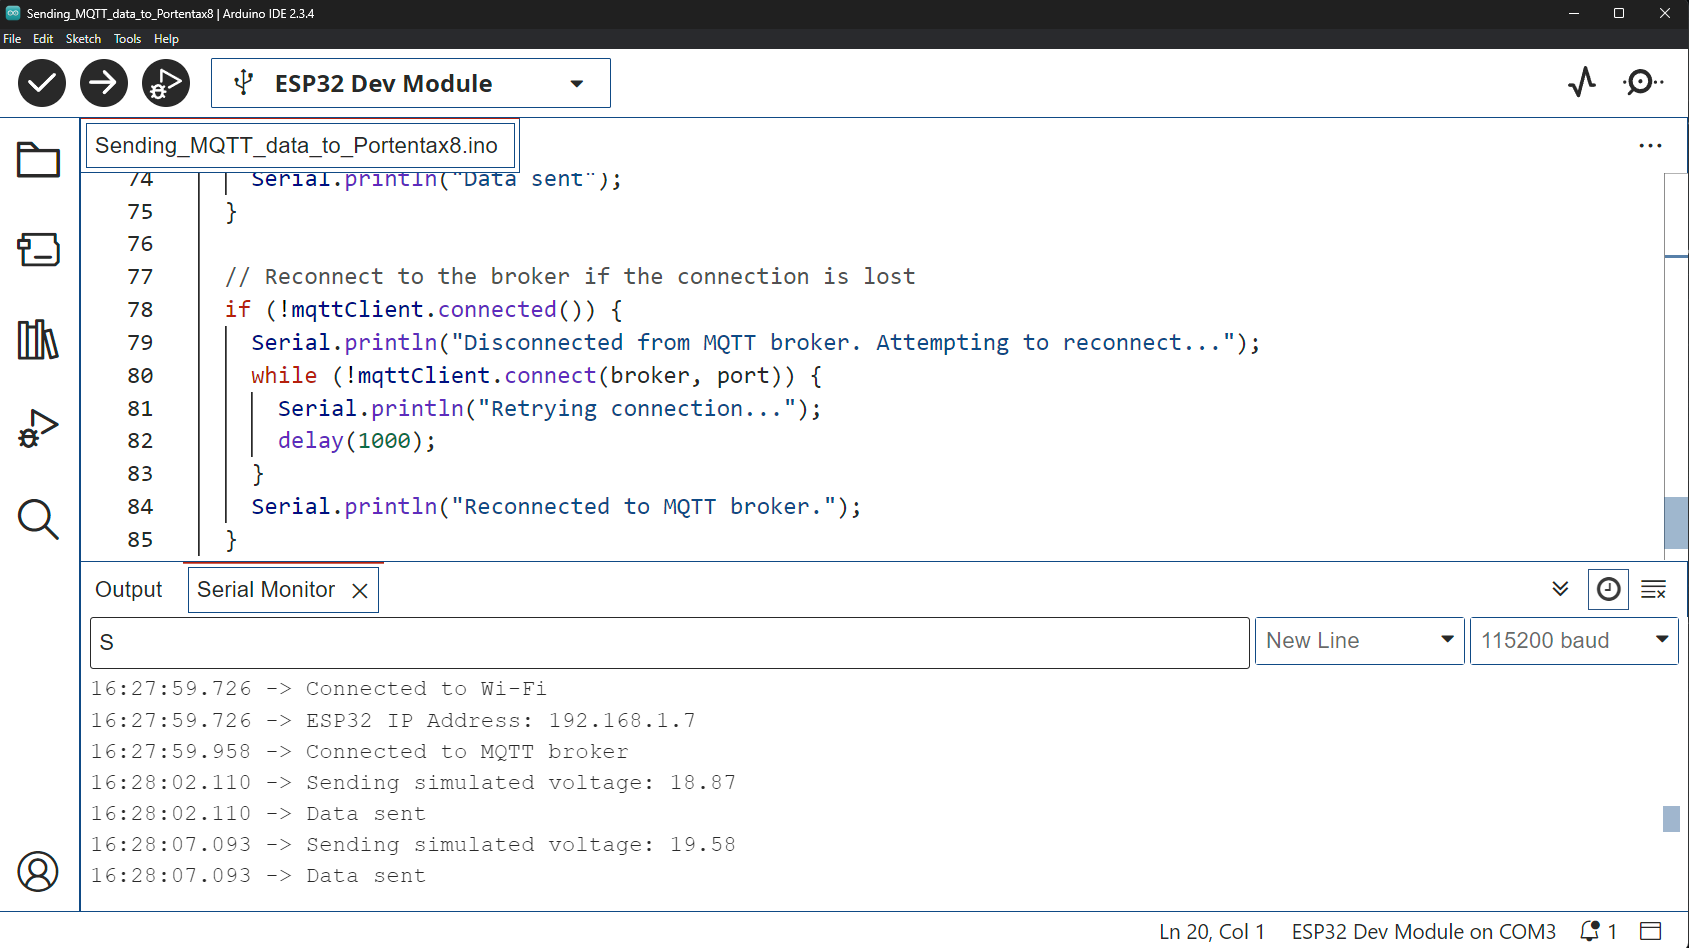 Sending_MQTT_data_to_Portentax8 | Arduino IDE 2.3.4
File Edit Sketch Tools Help
ESP32 Dev Module
Sending_MQTT_data_to_Portentax8.ino
74 Serial.println("Data sent");
75 }
76
77 // Reconnect to the broker if the connection is lost
78 if (!mqttClient.connected()) {
79 Serial.println("Disconnected from MQTT broker. Attempting to reconnect...");
80 while (!mqttClient.connect(broker, port)) {
81 Serial.println("Retrying connection...");
82 delay(1000);
83 }
84 Serial.println("Reconnected to MQTT broker.");
85 }
Output Serial Monitor
S New Line 115200 baud
16:27:59.726 -> Connected to Wi-Fi
16:27:59.726 -> ESP32 IP Address: 192.168.1.7
16:27:59.958 -> Connected to MQTT broker
16:28:02.110 -> Sending simulated voltage: 18.87
16:28:02.110 -> Data sent
16:28:07.093 -> Sending simulated voltage: 19.58
16:28:07.093 -> Data sent
Ln 20, Col 1 ESP32 Dev Module on COM3 1